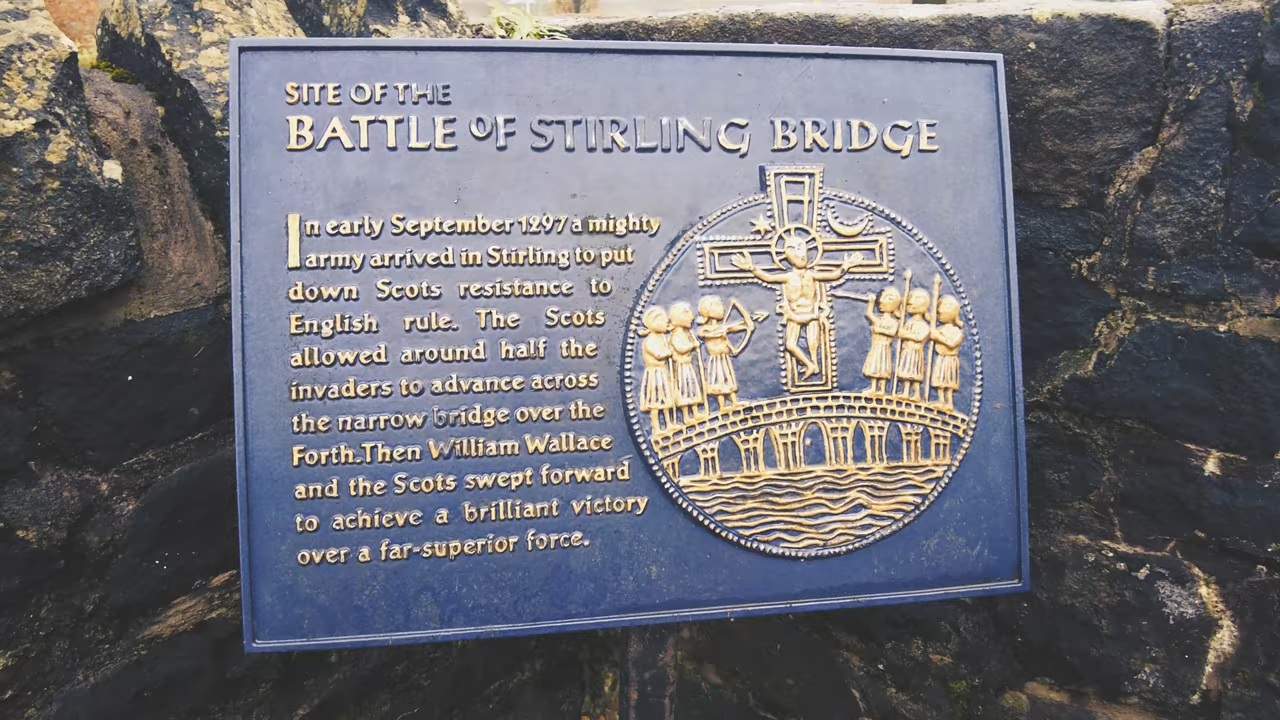 SITE OF THE
BATTLE OF STIRLING BRIDGE
In early September 1297 a mighty
army arrived in Stirling to put
down Scots resistance to
English rule. The Scots
allowed around half the
invaders to advance across
the narrow bridge over the
Forth.Then William Wallace
and the Scots swept forward
to achieve a brilliant victory
over a far-superior force.